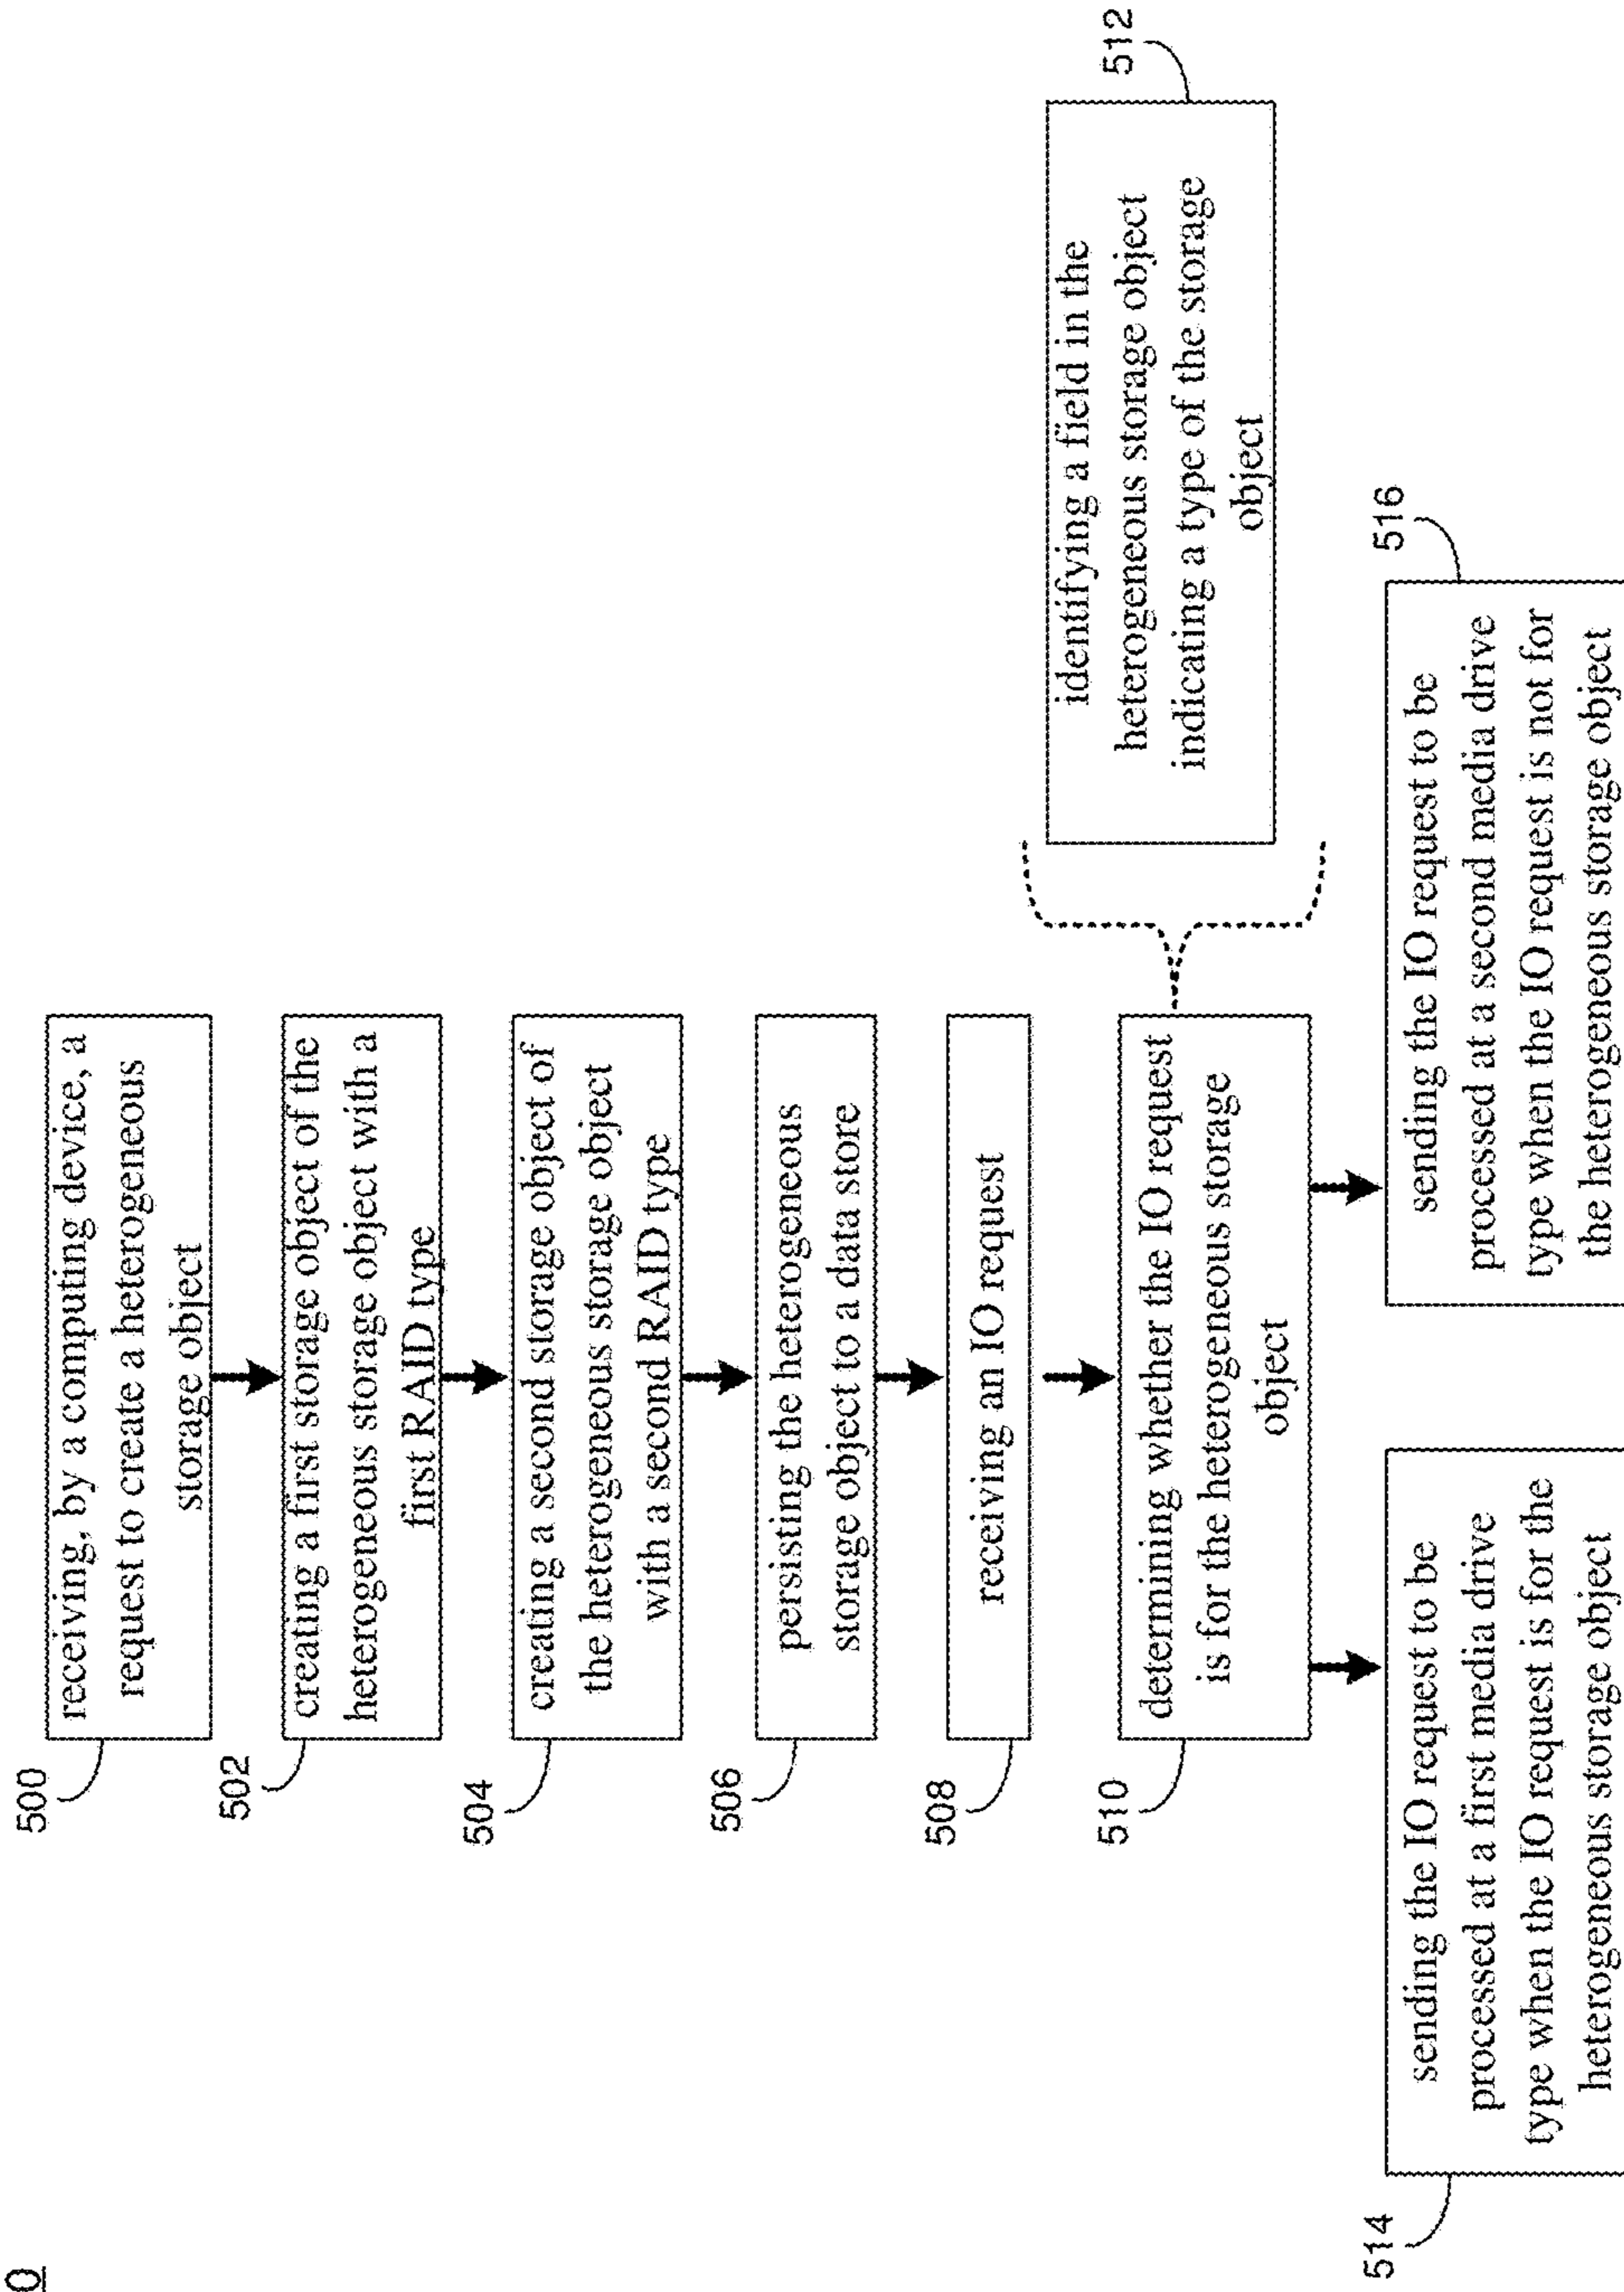 0
500
receiving, by a computing device, a
request to create a heterogeneous
storage object
502
creating a first storage object of the
heterogeneous storage object with a
first RAID type
504
creating a second storage object of
the heterogeneous storage object
with a second RAID type
506
persisting the heterogeneous
storage object to a data store
508
receiving an IO request
510
determining whether the IO request
is for the heterogeneous storage
object
512
identifying a field in the
heterogeneous storage object
indicating a type of the storage
object
514
sending the IO request to be
processed at a first media drive
type when the IO request is for the
heterogeneous storage object
516
sending the IO request to be
processed at a second media drive
type when the IO request is not for
the heterogeneous storage object